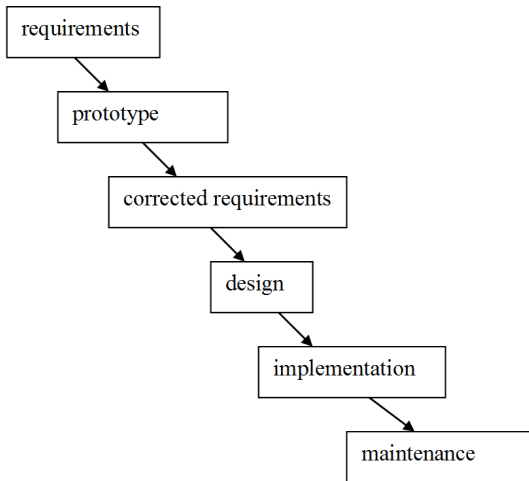 requirements
prototype
corrected requirements
design
implementation
maintenance